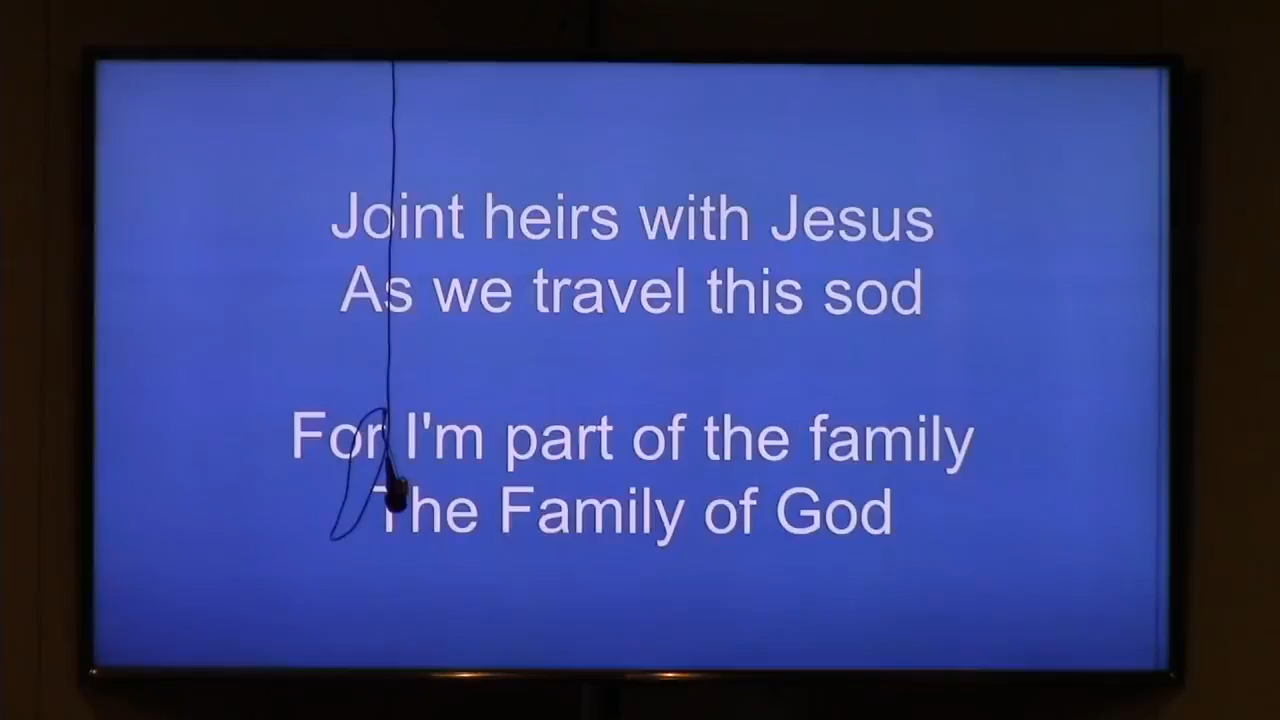 Joint heirs with Jesus
As we travel this sod
For I'm part of the family
The Family of God